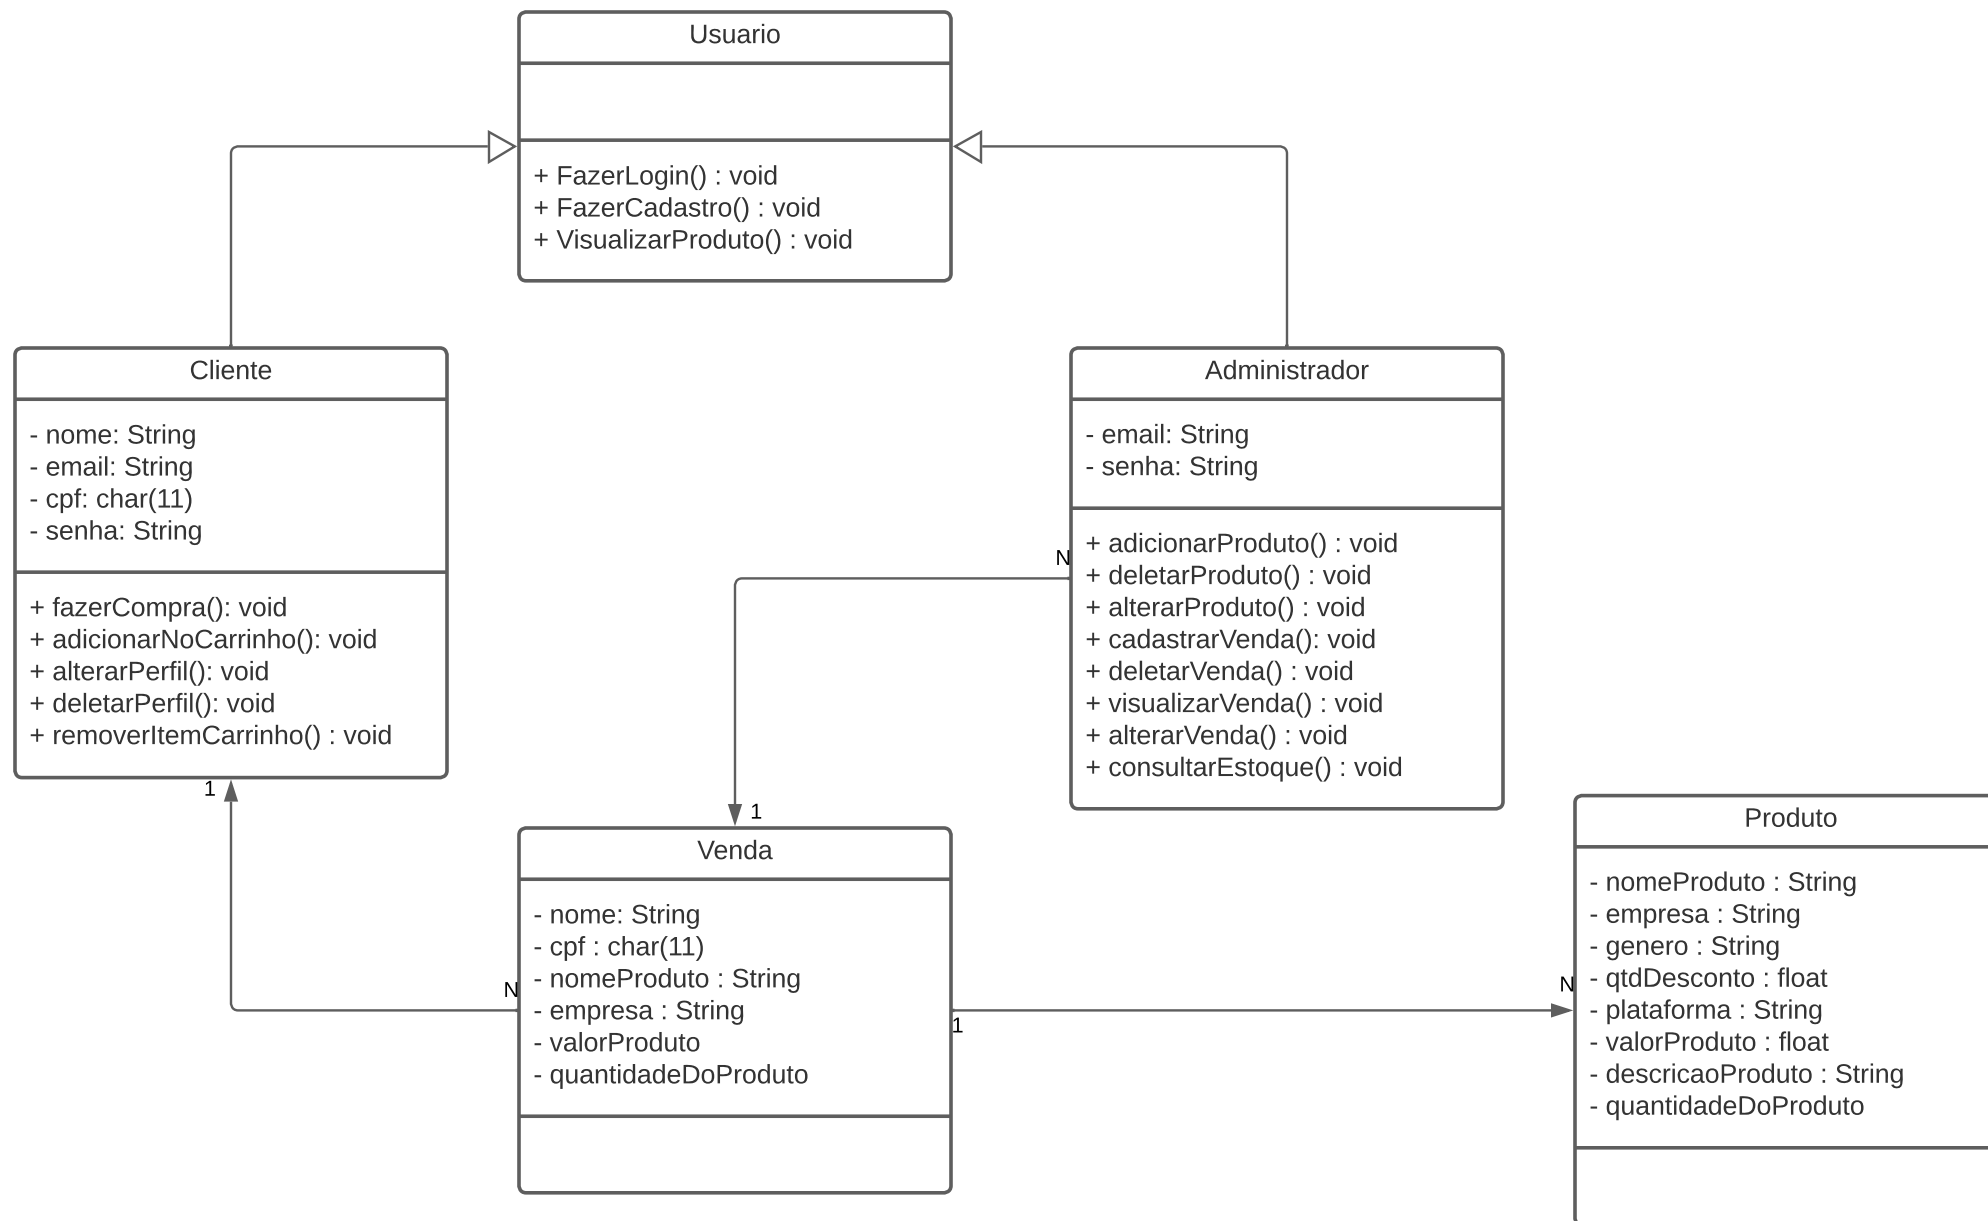 Usuario
+ FazerLogin() : void
+ FazerCadastro() : void
+ VisualizarProduto() : void
Cliente
- nome: String
- email: String
- cpf: char(11)
- senha: String
+ fazerCompra(): void
+ adicionarNoCarrinho(): void
+ alterarPerfil(): void
+ deletarPerfil(): void
+ removerItemCarrinho() : void
1
Administrador
- email: String
- senha: String
N
+ adicionarProduto() : void
+ deletarProduto() : void
+ alterarProduto() : void
+ cadastrarVenda(): void
+ deletarVenda() : void
+ visualizarVenda() : void
+ alterarVenda() : void
+ consultarEstoque() : void
1
Venda
- nome: String
- cpf : char(11)
- nomeProduto : String
- empresa : String
- valorProduto
- quantidadeDoProduto
N
1
N
Produto
- nomeProduto : String
- empresa : String
- genero : String
- qtdDesconto : float
- plataforma : String
- valorProduto : float
- descricaoProduto : String
- quantidadeDoProduto